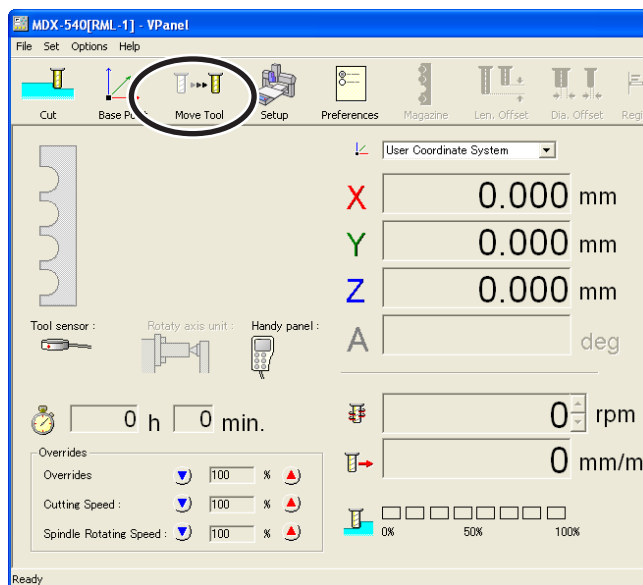 MDX-540[RML-1] - VPanel
File Set Options Help
Cut Base Move Tool Setup Preferences Magazine Len. Offset Dia. Offset
User Coordinate System
X 0.000 mm
Y 0.000 mm
Z 0.000 mm
Tool sensor : Rotaty axis unit : Handy panel :
A deg
0 h 0 min.
0 rpm
Overrides
Overrides 100 %
0 mm/m
Cutting Speed : 100 %
Spindle Rotating Speed : 100 %
0% 50% 100%
Ready